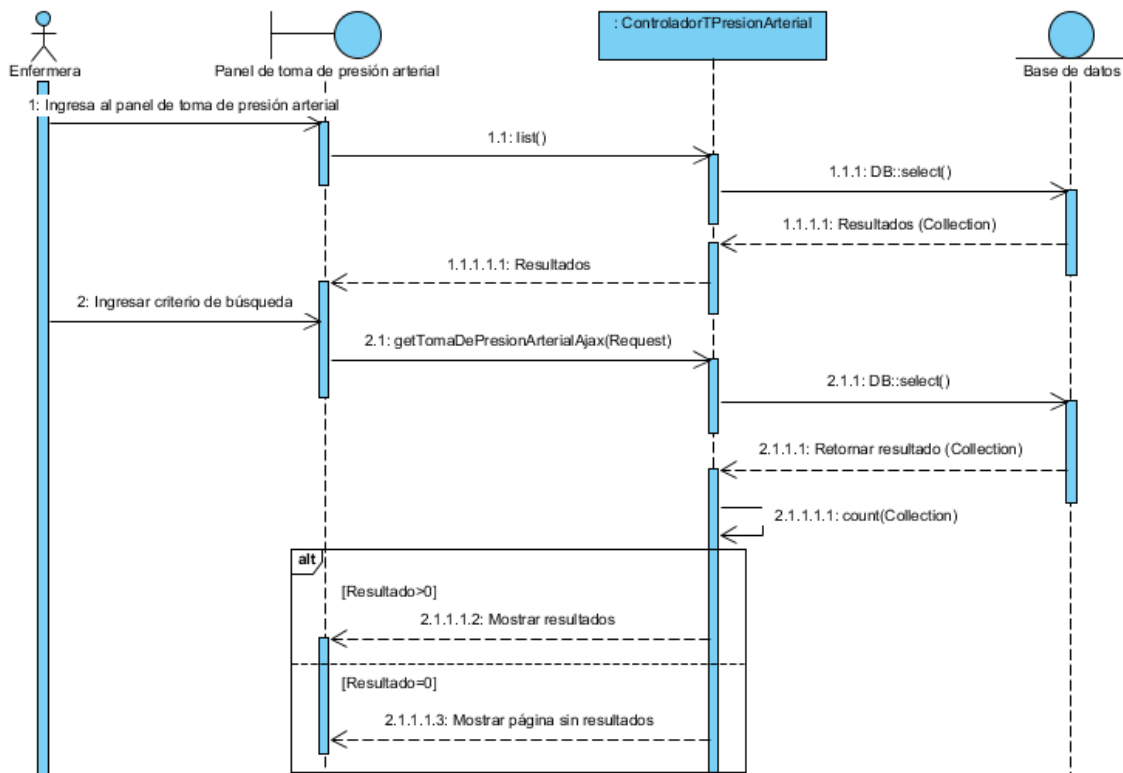 : ControladorTPresionArterial
Enfermera
Panel de toma de presión arterial
Base de datos
1: Ingresa al panel de toma de presión arterial
1.1: list()
1.1.1: DB::select()
1.1.1.1: Resultados (Collection)
1.1.1.1.1: Resultados
2: Ingresar criterio de búsqueda
2.1: getTomaDePresionArterialAjax(Request)
2.1.1: DB::select()
2.1.1.1: Retornar resultado (Collection)
2.1.1.1.1: count(Collection)
alt
[Resultado>0]
2.1.1.1.2: Mostrar resultados
[Resultado=0]
2.1.1.1.3: Mostrar página sin resultados